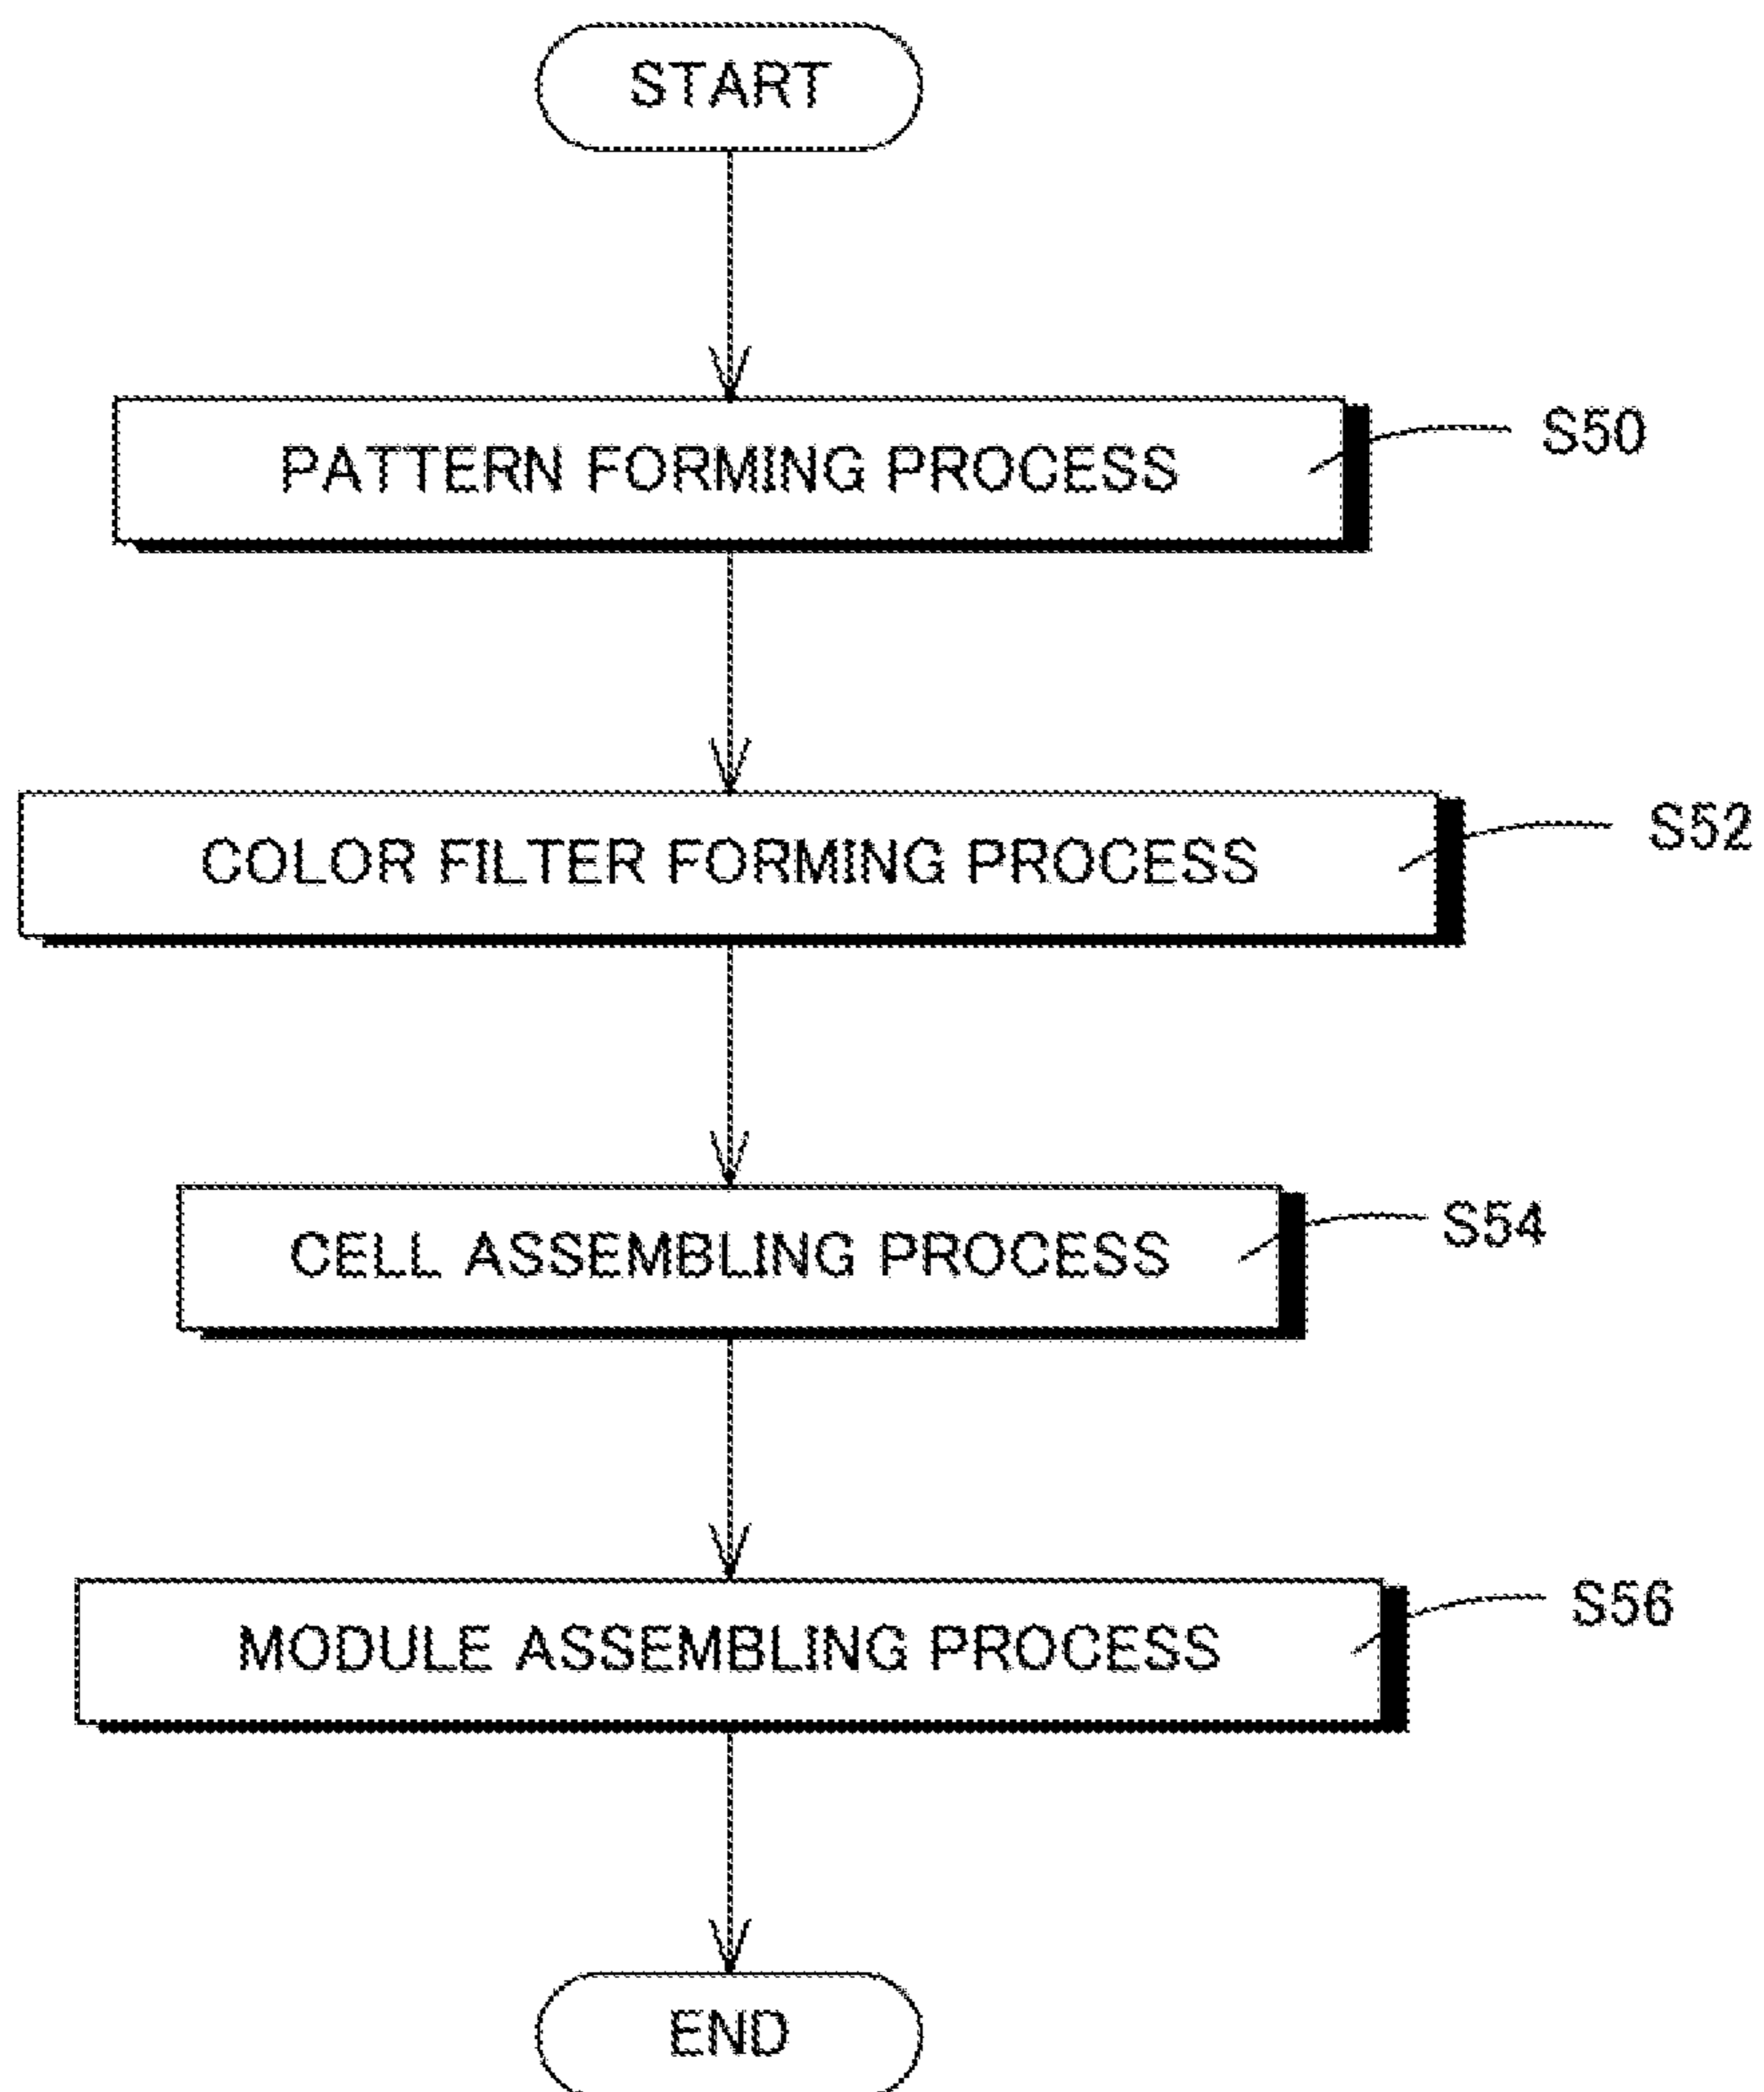 START
PATTERN FORMING PROCESS
S50
COLOR FILTER FORMING PROCESS
S52
CELL ASSEMBLING PROCESS
S54
MODULE ASSEMBLING PROCESS
S56
END